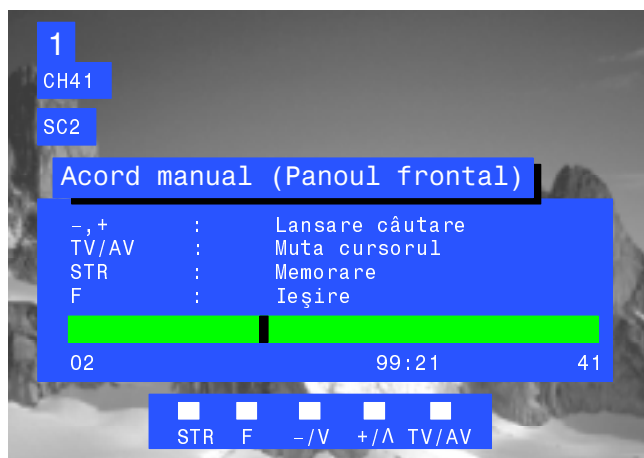 1
CH41
SC2
Acord manual (Panoul frontal)
–,+ : Lansare câutare
TV/AV : Muta cursorul
STR : Memorare
F : Ieşire
02 99:21 41
STR F –/V +/Λ TV/AV